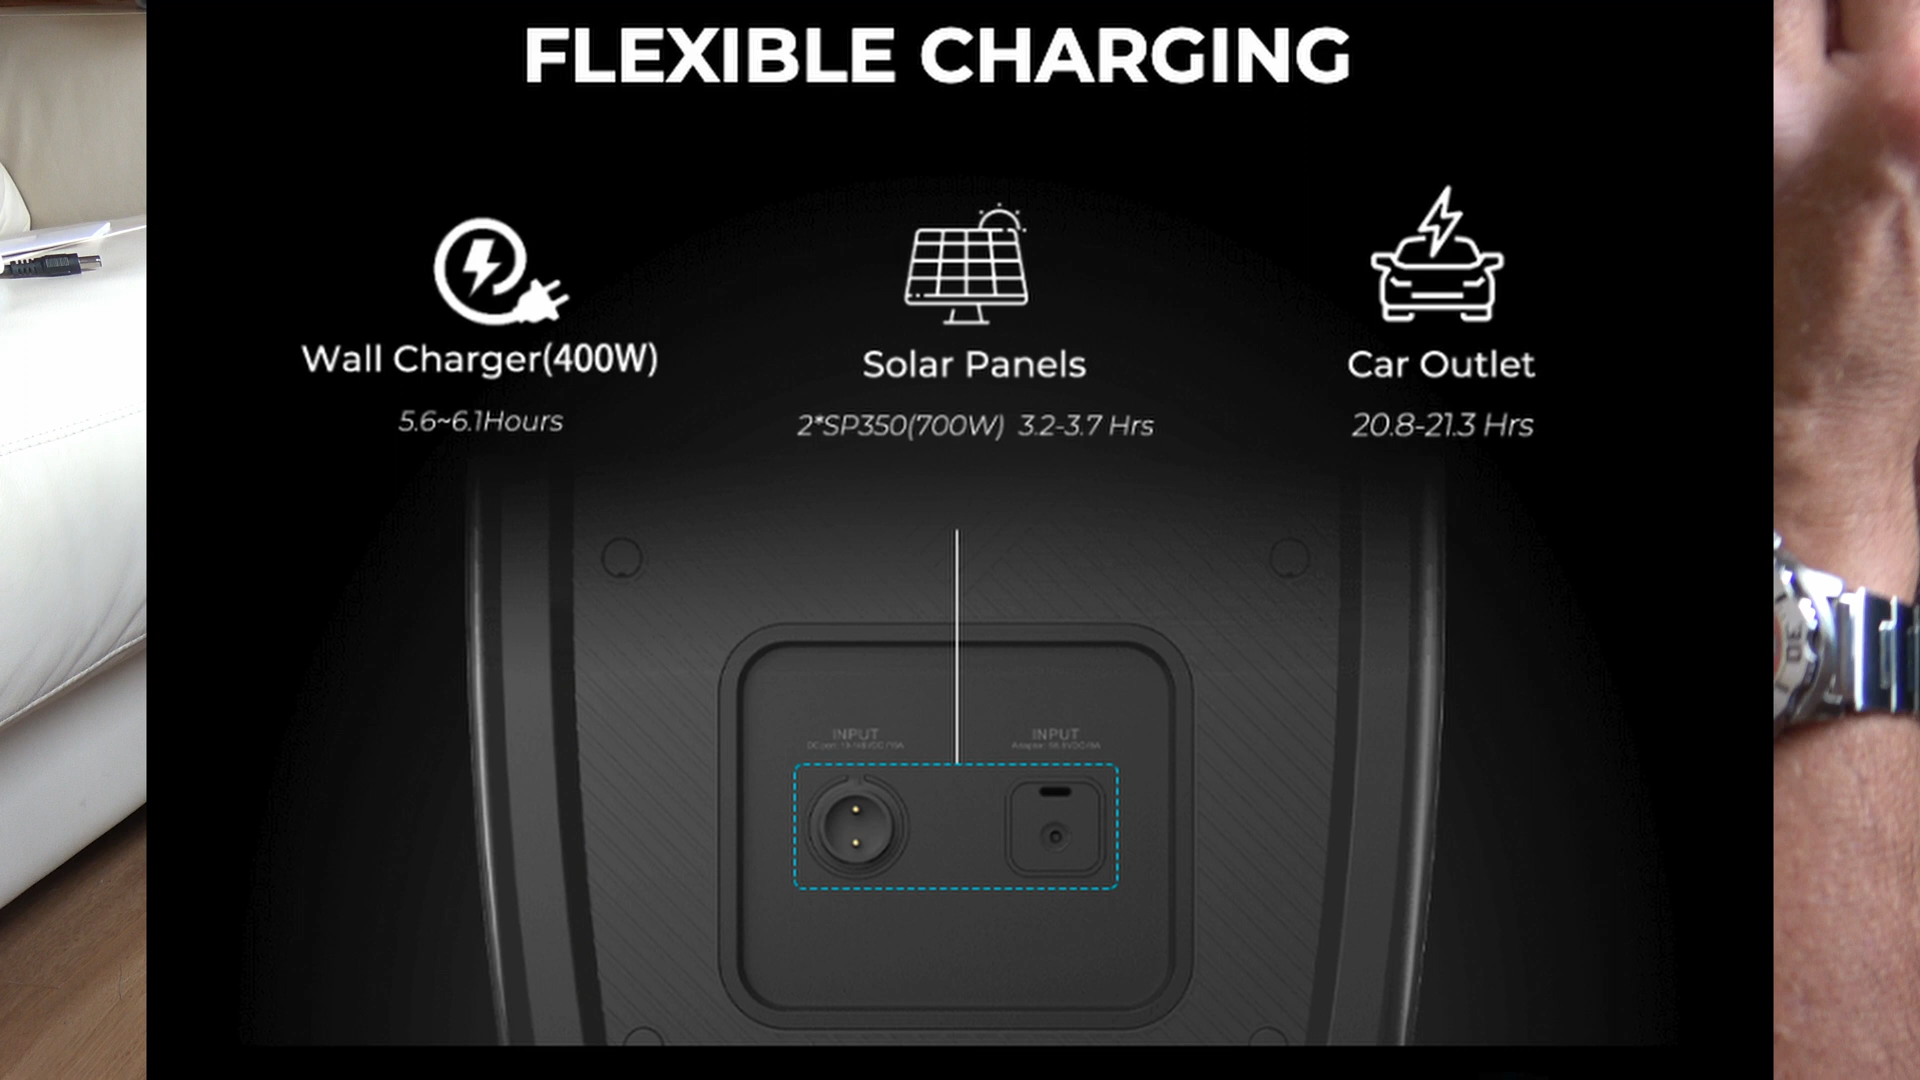 FLEXIBLE CHARGING
Wall Charger(400W)
5.6~6.1Hours
Solar Panels
2*SP350(700W) 3.2-3.7 Hrs
Car Outlet
20.8-21.3 Hrs
INPUT
INPUT
30